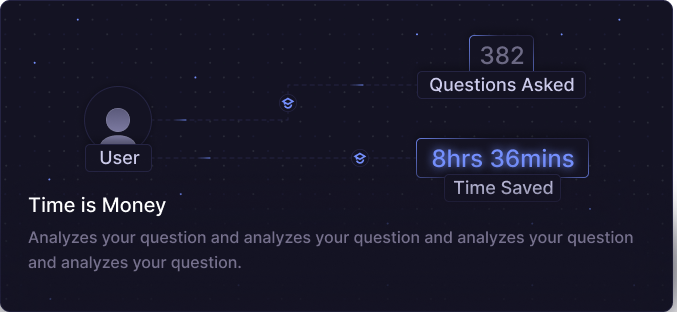 382
Questions Asked
User
8hrs 36mins
Time Saved
Time is Money
Analyzes your question and analyzes your question and analyzes your question
and analyzes your question.